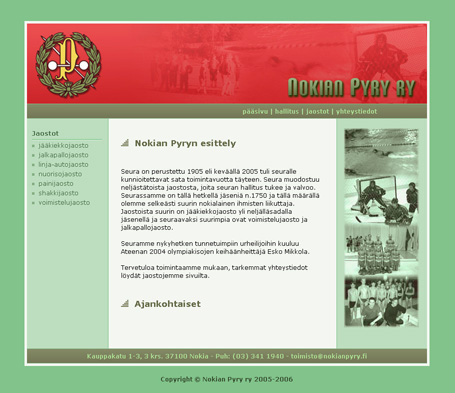 P
NOKIAN PYRY RY
pääsivu | hallitus | jaostot | yhteystiedot
Jaostot
jääkiekkojaosto
jalkapallojaosto
linja-autojaosto
nuorisojaosto
painijaosto
shakkijaosto
voimistelujaosto
Nokian Pyryn esittely
Seura on perustettu 1905 eli keväällä 2005 tuli seuralle
kunnioitettavat sata toimintavuotta täyteen. Seura muodostuu
neljästätoista jaostosta, joita seuran hallitus tukee ja valvoo.
Seurassamme on tällä hetkellä jäseniä n.1750 ja tällä määrällä
olemme selkeästi suurin nokialainen ihmisten liikuttaja.
Jaostoista suurin on jääkiekkojaosto yli neljälläsadalla
jäsenellä ja seuraavaksi suurimpia ovat voimistelujaosto ja
jalkapallojaosto.
Seuramme nykyhetken tunnetuimpiin urheilijoihin kuuluu
Ateenan 2004 olympiakisojen keihäänheittäjä Esko Mikkola.
Tervetuloa toimintaamme mukaan, tarkemmat yhteystiedot
löydät jaostojemme sivuilta.
Ajankohtaiset
Kauppakatu 1-3, 3 krs. 37100 Nokia - Puh: (03) 341 1940 - toimisto@nokianpyry.fi
Copyright © Nokian Pyry ry 2005-2006